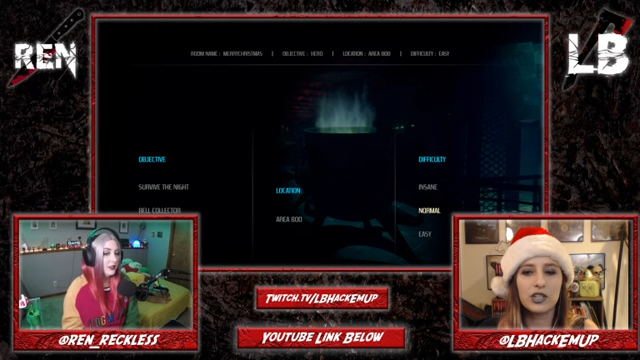 REN
LB
ROOM NAME : MERRYCHRISTMAS | OBJECTIVE : HERD | LOCATION : AREA 800 | DIFFICULTY : EASY
OBJECTIVE
SURVIVE THE NIGHT
BELL COLLECTOR
LOCATION
AREA 800
DIFFICULTY
INSANE
NORMAL
EASY
TWITCH.TV/LBHACKEMUP
YOUTUBE LINK BELOW
@REN_RECKLESS
@LBHACKEMUP